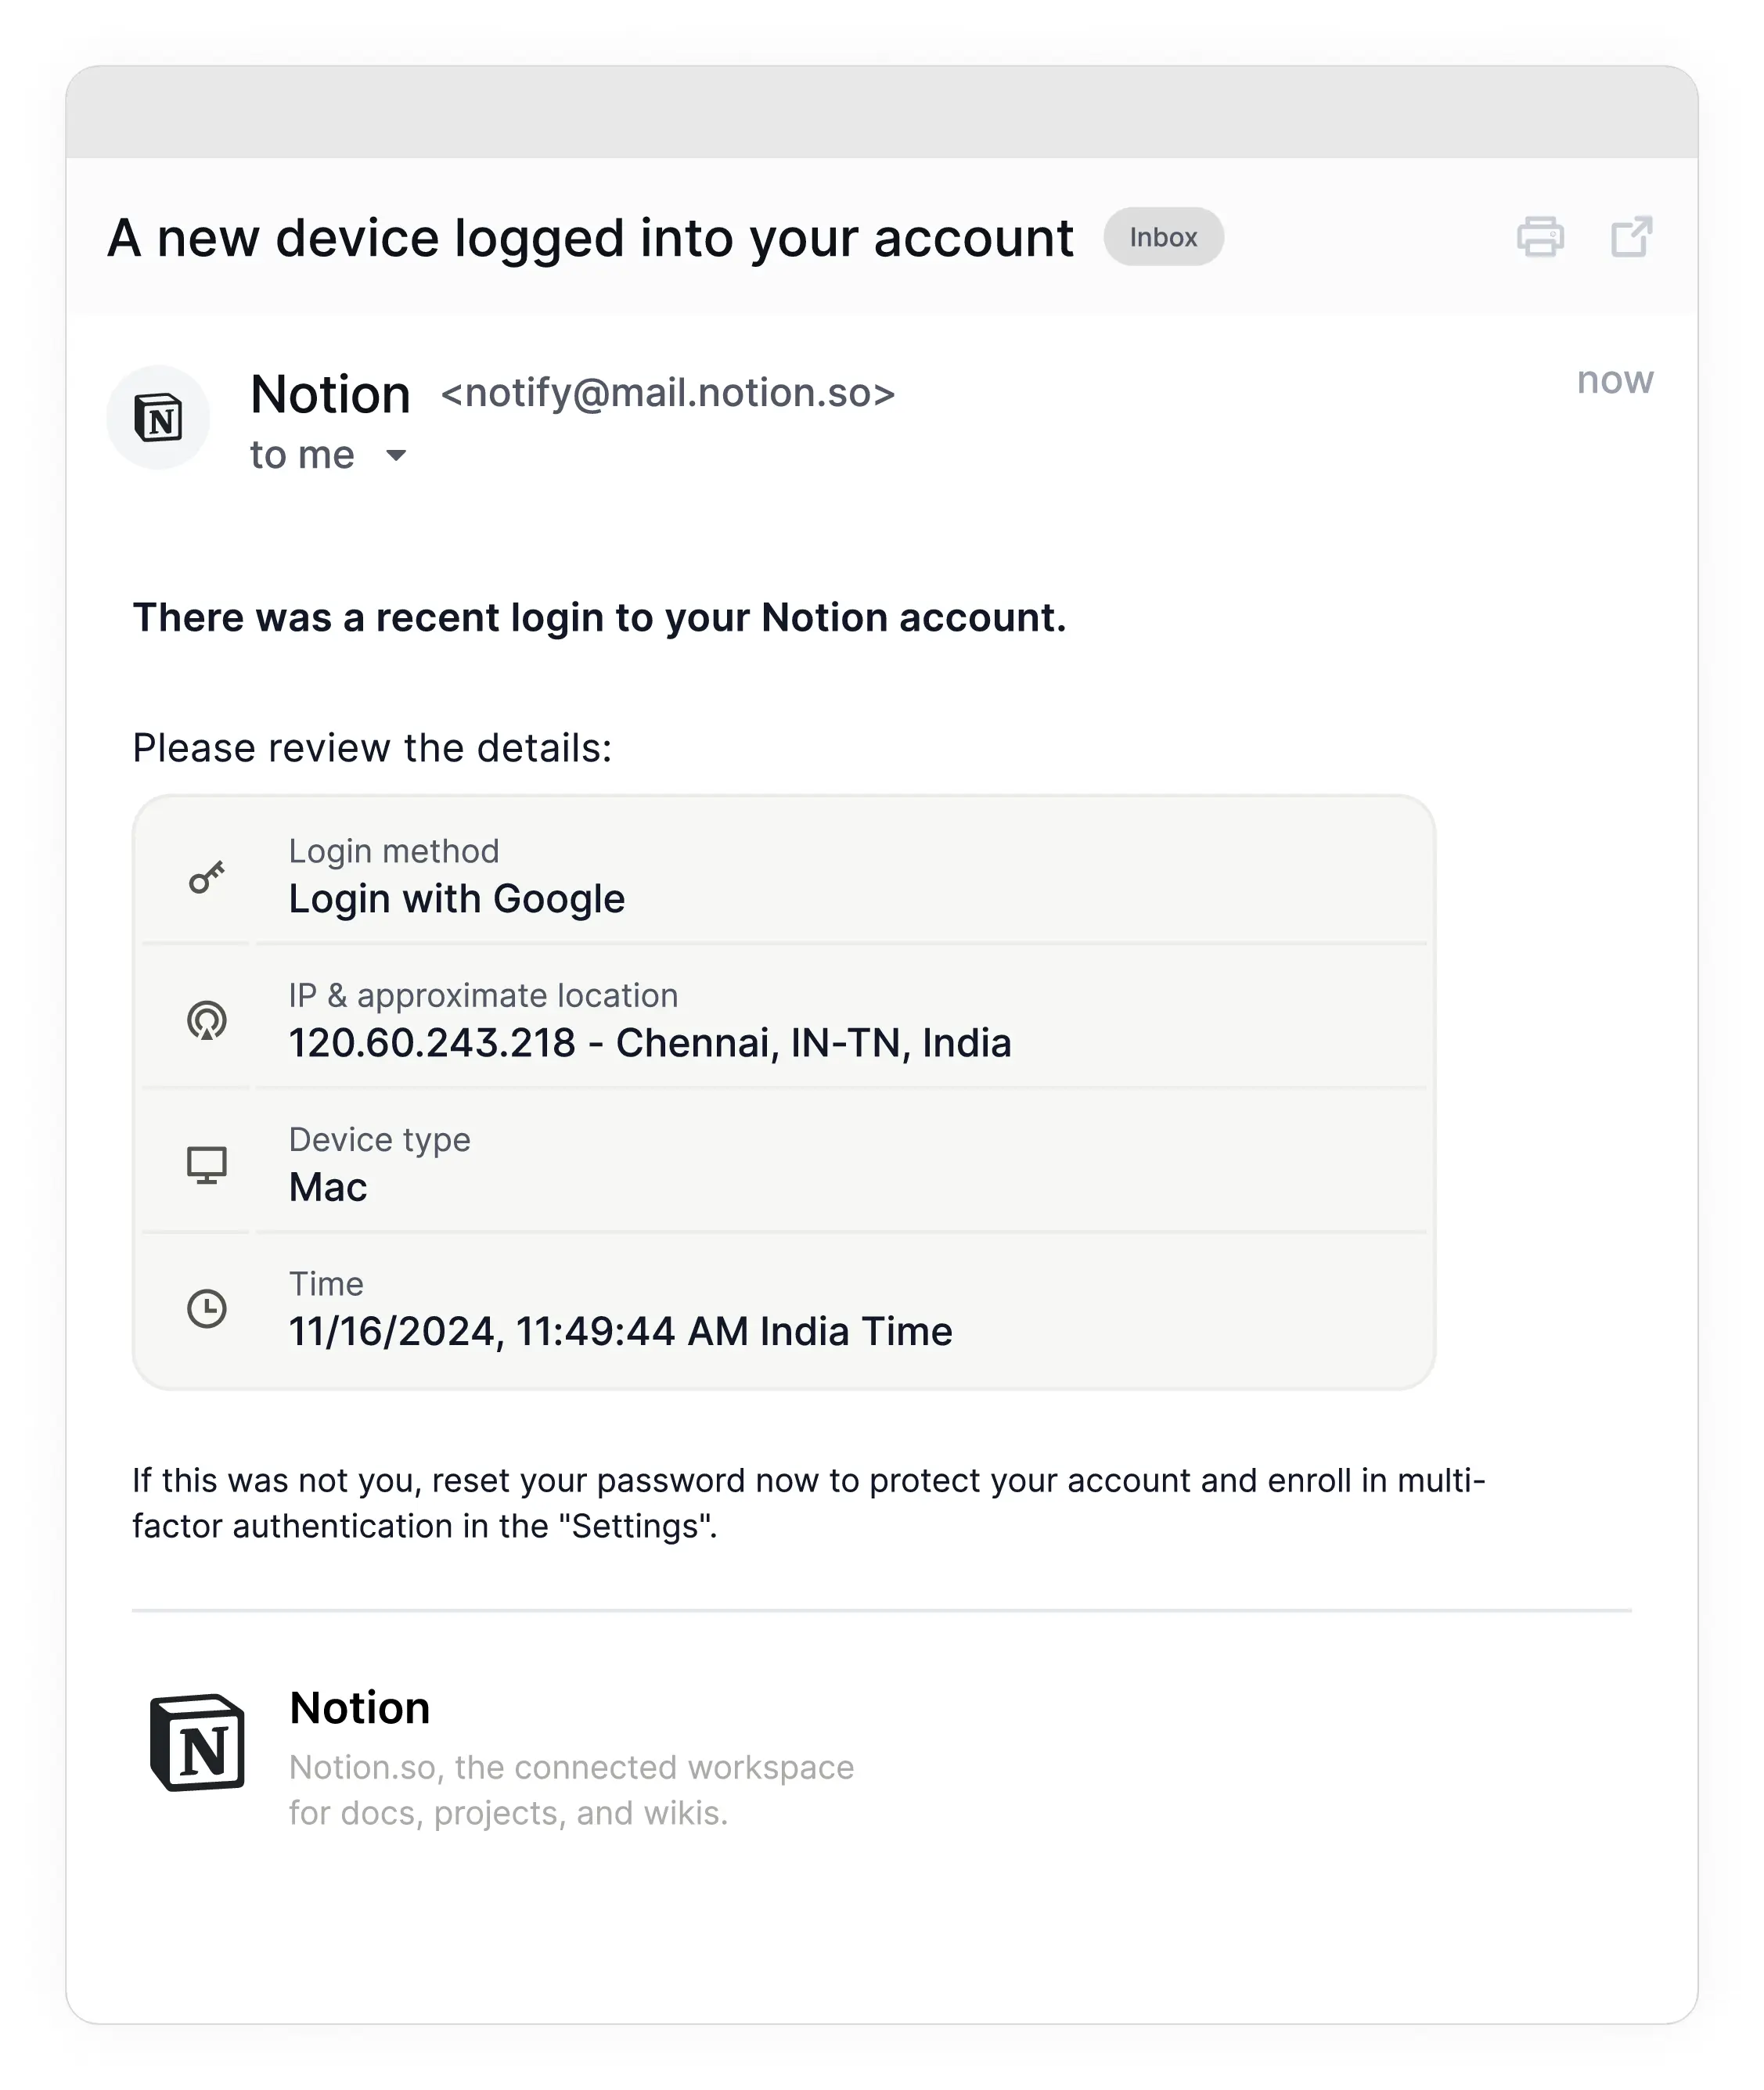 A new device logged into your account Inbox
Notion <notify@mail.notion.so> now
to me
There was a recent login to your Notion account.
Please review the details:
Login method
Login with Google
IP & approximate location
120.60.243.218 - Chennai, IN-TN, India
Device type
Mac
Time
11/16/2024, 11:49:44 AM India Time
If this was not you, reset your password now to protect your account and enroll in multi-
factor authentication in the "Settings".
N
Notion
Notion.so, the connected workspace
for docs, projects, and wikis.